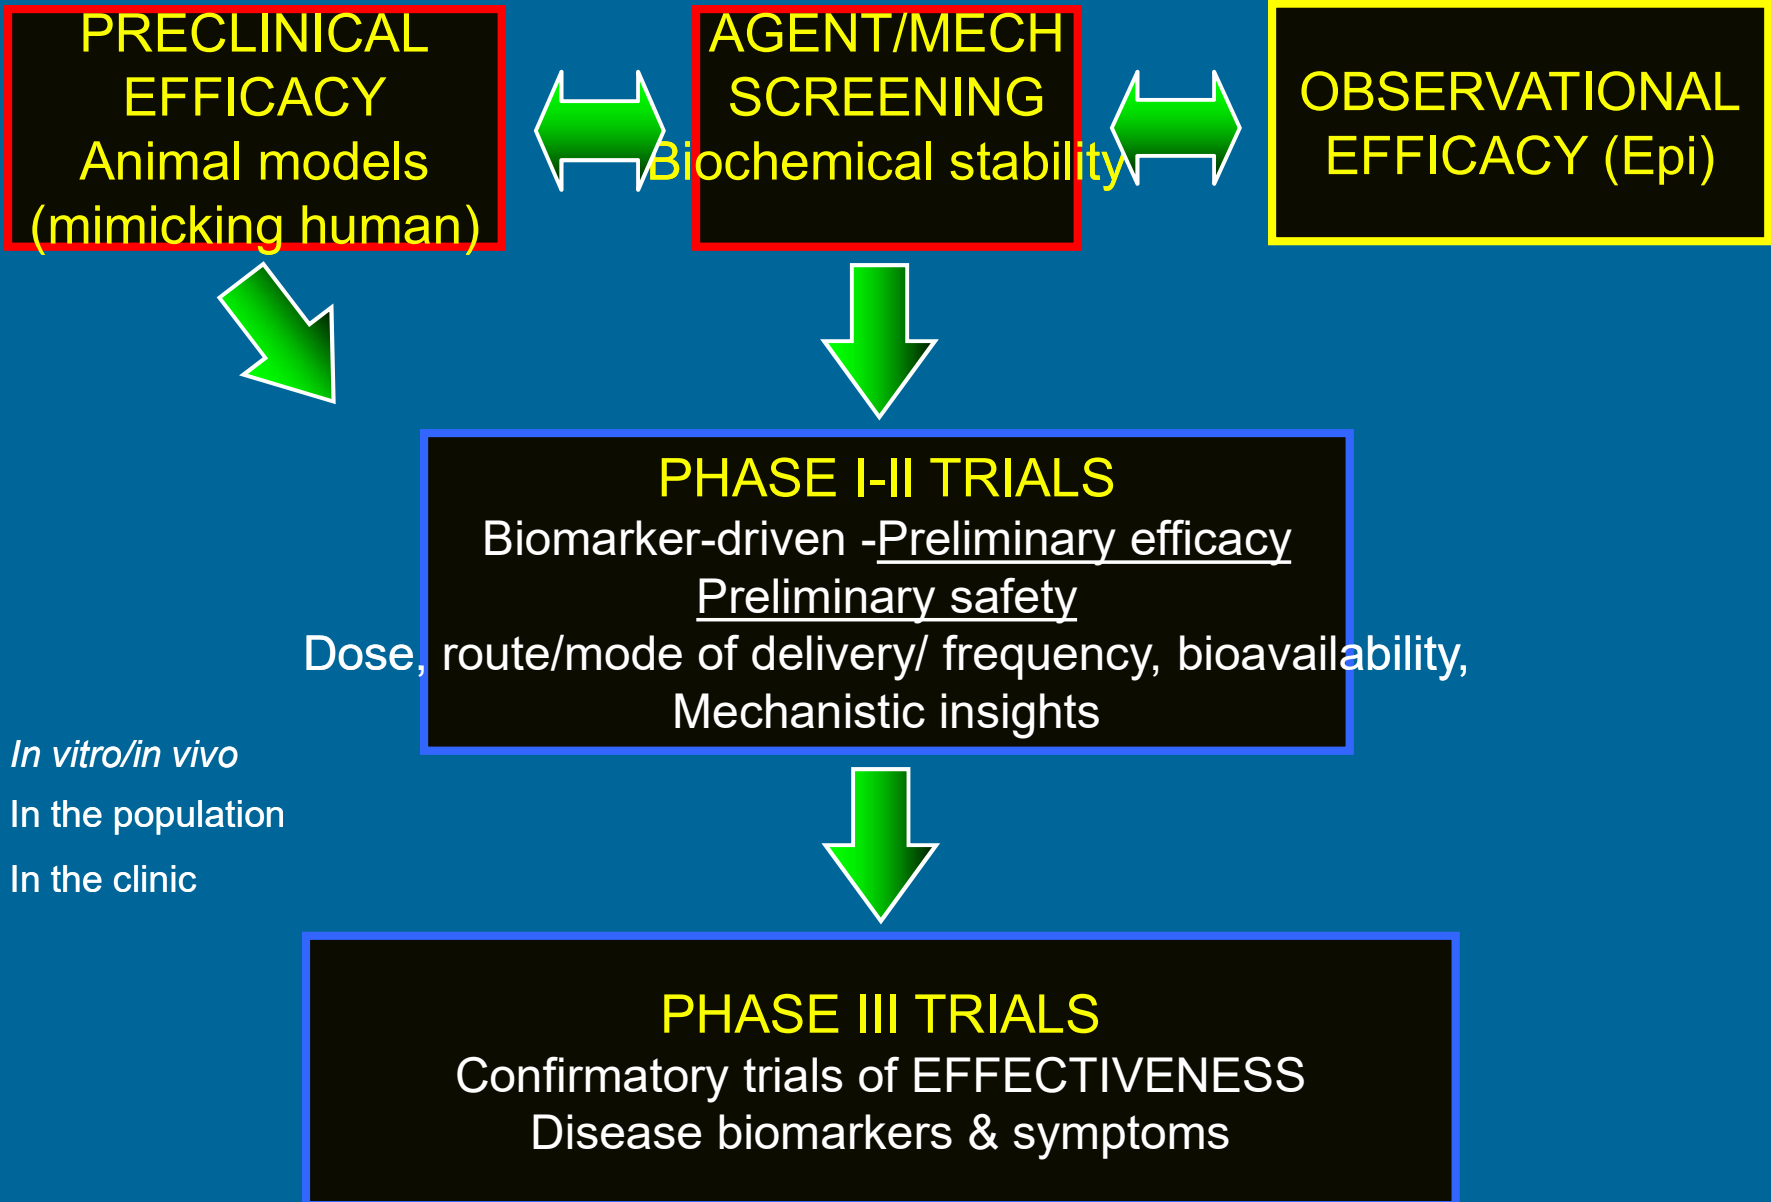 PRECLINICAL
EFFICACY
Animal models
(mimicking human)
AGENT/MECH
SCREENING
Biochemical stability
OBSERVATIONAL
EFFICACY (Epi)
PHASE I-II TRIALS
Biomarker-driven -Preliminary efficacy
Preliminary safety
Dose, route/mode of delivery/ frequency, bioavailability,
Mechanistic insights
In vitro/in vivo
In the population
In the clinic
PHASE III TRIALS
Confirmatory trials of EFFECTIVENESS
Disease biomarkers & symptoms